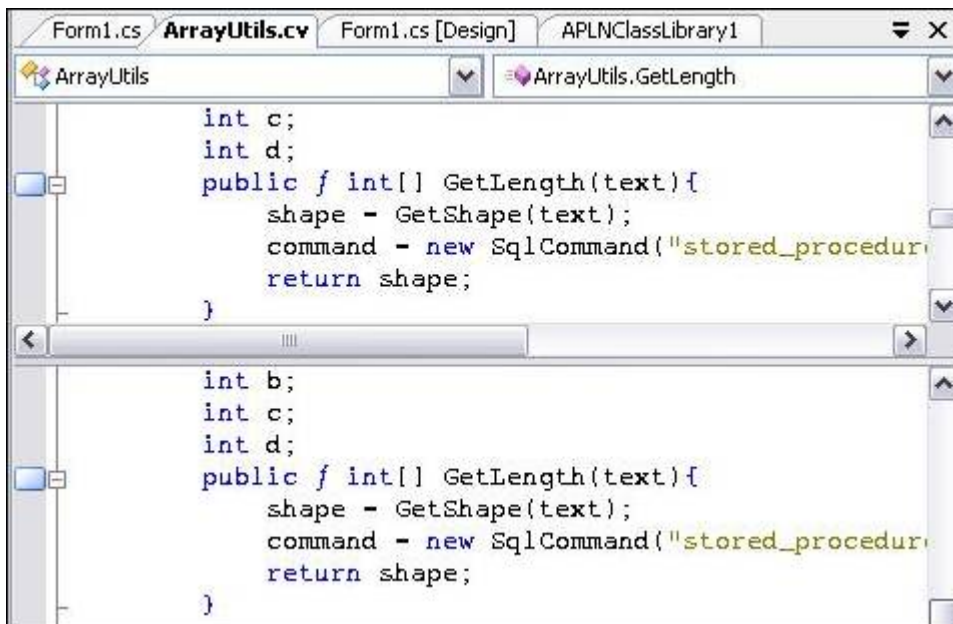 Form1.cs ArrayUtils.cv Form1.cs [Design] APLNClassLibrary1
ArrayUtils ArrayUtils.GetLength
int c;
int d;
public ƒ int[] GetLength(text){
shape = GetShape(text);
command = new SqlCommand("stored_procedur
return shape;
}
int b;
int c;
int d;
public ƒ int[] GetLength(text){
shape = GetShape(text);
command = new SqlCommand("stored_procedur
return shape;
}